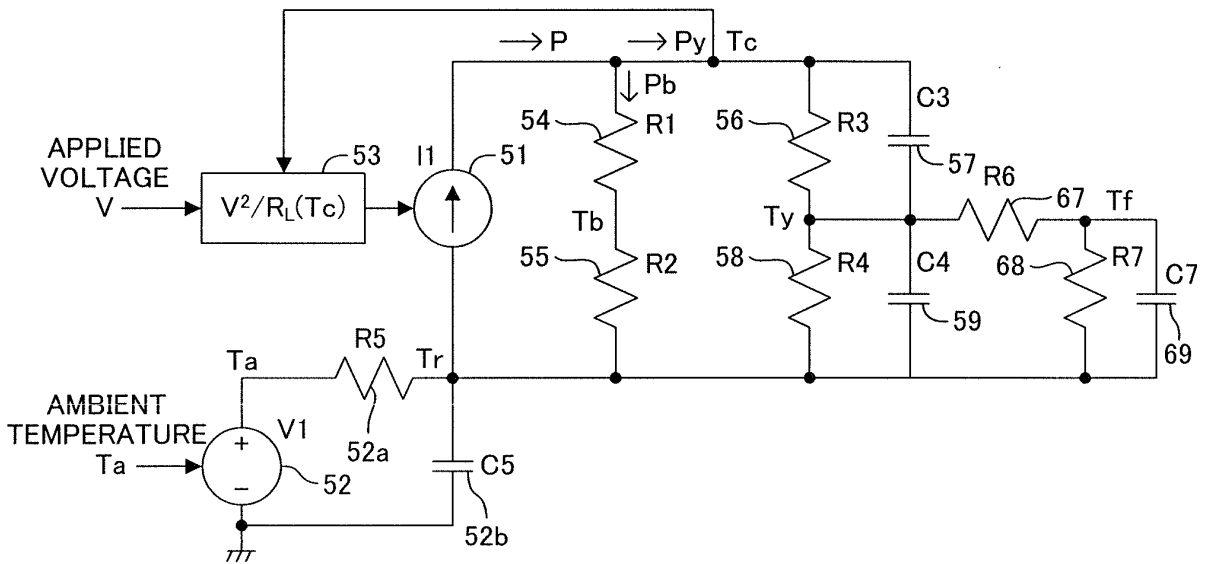 P
Py
Tc
Pb
C3
54
R1
56
R3
57
APPLIED
VOLTAGE
V
53
V²/RL(Tc)
I1
51
R6
67
Tf
Tb
Ty
55
R2
58
R4
C4
59
68
R7
C7
69
R5
Ta
Tr
52a
AMBIENT
TEMPERATURE
Ta
V1
+
−
52
C5
52b